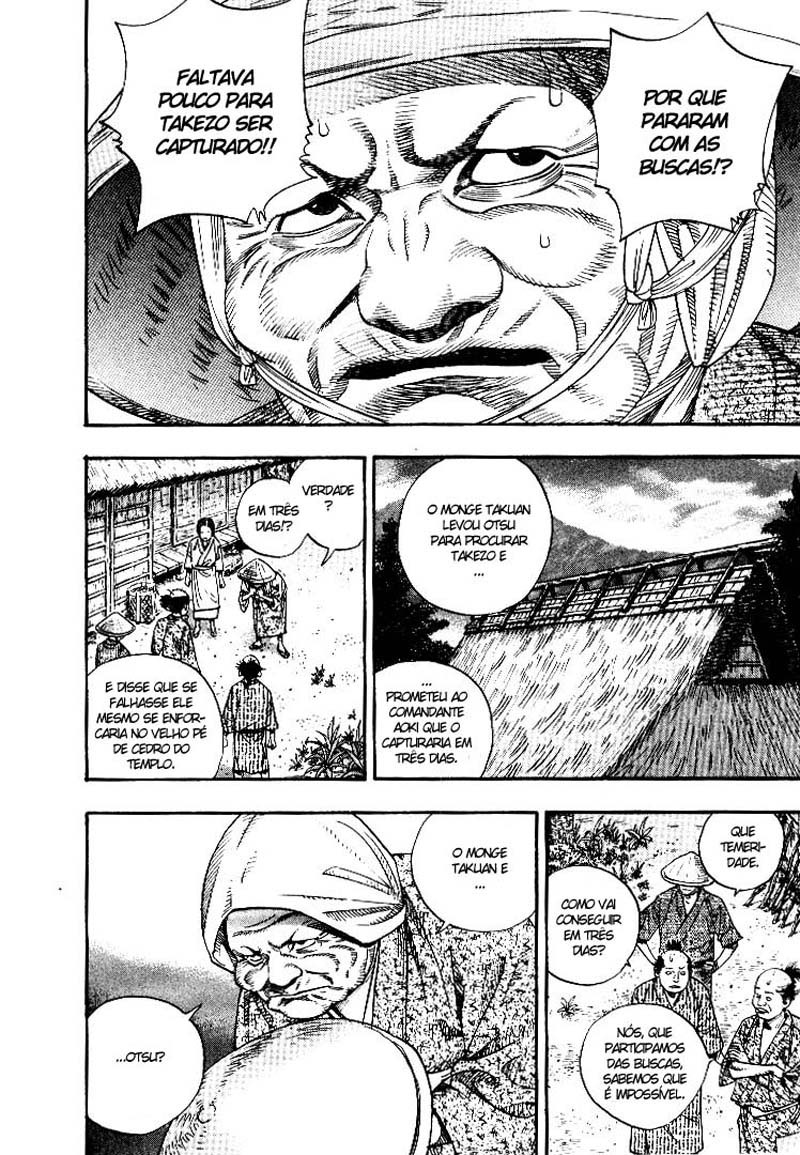 POR QUE
PARARAM
COM AS
BUSCAS!?
FALTAVA
POUCO PARA
TAKEZO SER
CAPTURADO!!
O MONGE TAKUAN
LEVOU OTSU
PARA PROCURAR
TAKEZO E
...
...
PROMETEU AO
COMANDANTE
AOKI QUE O
CAPTURARIA EM
TRÊS DIAS.
VERDADE
?
EM TRÊS
DIAS!?
E DISSE QUE SE
FALHASSE ELE
MESMO SE ENFOR-
CARIA NO VELHO PÉ
DE CEDRO DO
TEMPLO.
QUE
TEMERI-
DADE.
COMO VAI
CONSEGUIR
EM TRÊS
DIAS?
NÓS, QUE
PARTICIPAMOS
DAS BUSCAS,
SABEMOS QUE
É IMPOSSÍVEL.
O MONGE
TAKUAN E
...
...OTSU?